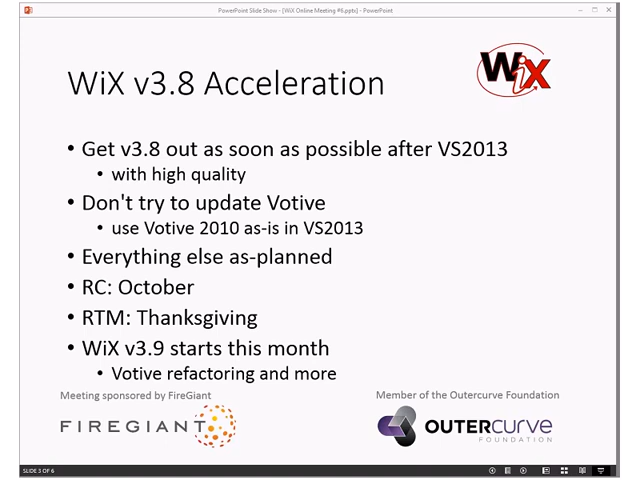 PowerPoint Slide Show - [WiX Online Meeting #6.pptx] - PowerPoint
WiX v3.8 Acceleration
WiX
• Get v3.8 out as soon as possible after VS2013
• with high quality
• Don't try to update Votive
• use Votive 2010 as-is in VS2013
• Everything else as-planned
• RC: October
• RTM: Thanksgiving
• WiX v3.9 starts this month
• Votive refactoring and more
Meeting sponsored by FireGiant
Member of the Outercurve Foundation
FIREGIANT
OUTERCURVE
FOUNDATION
SLIDE 3 OF 6